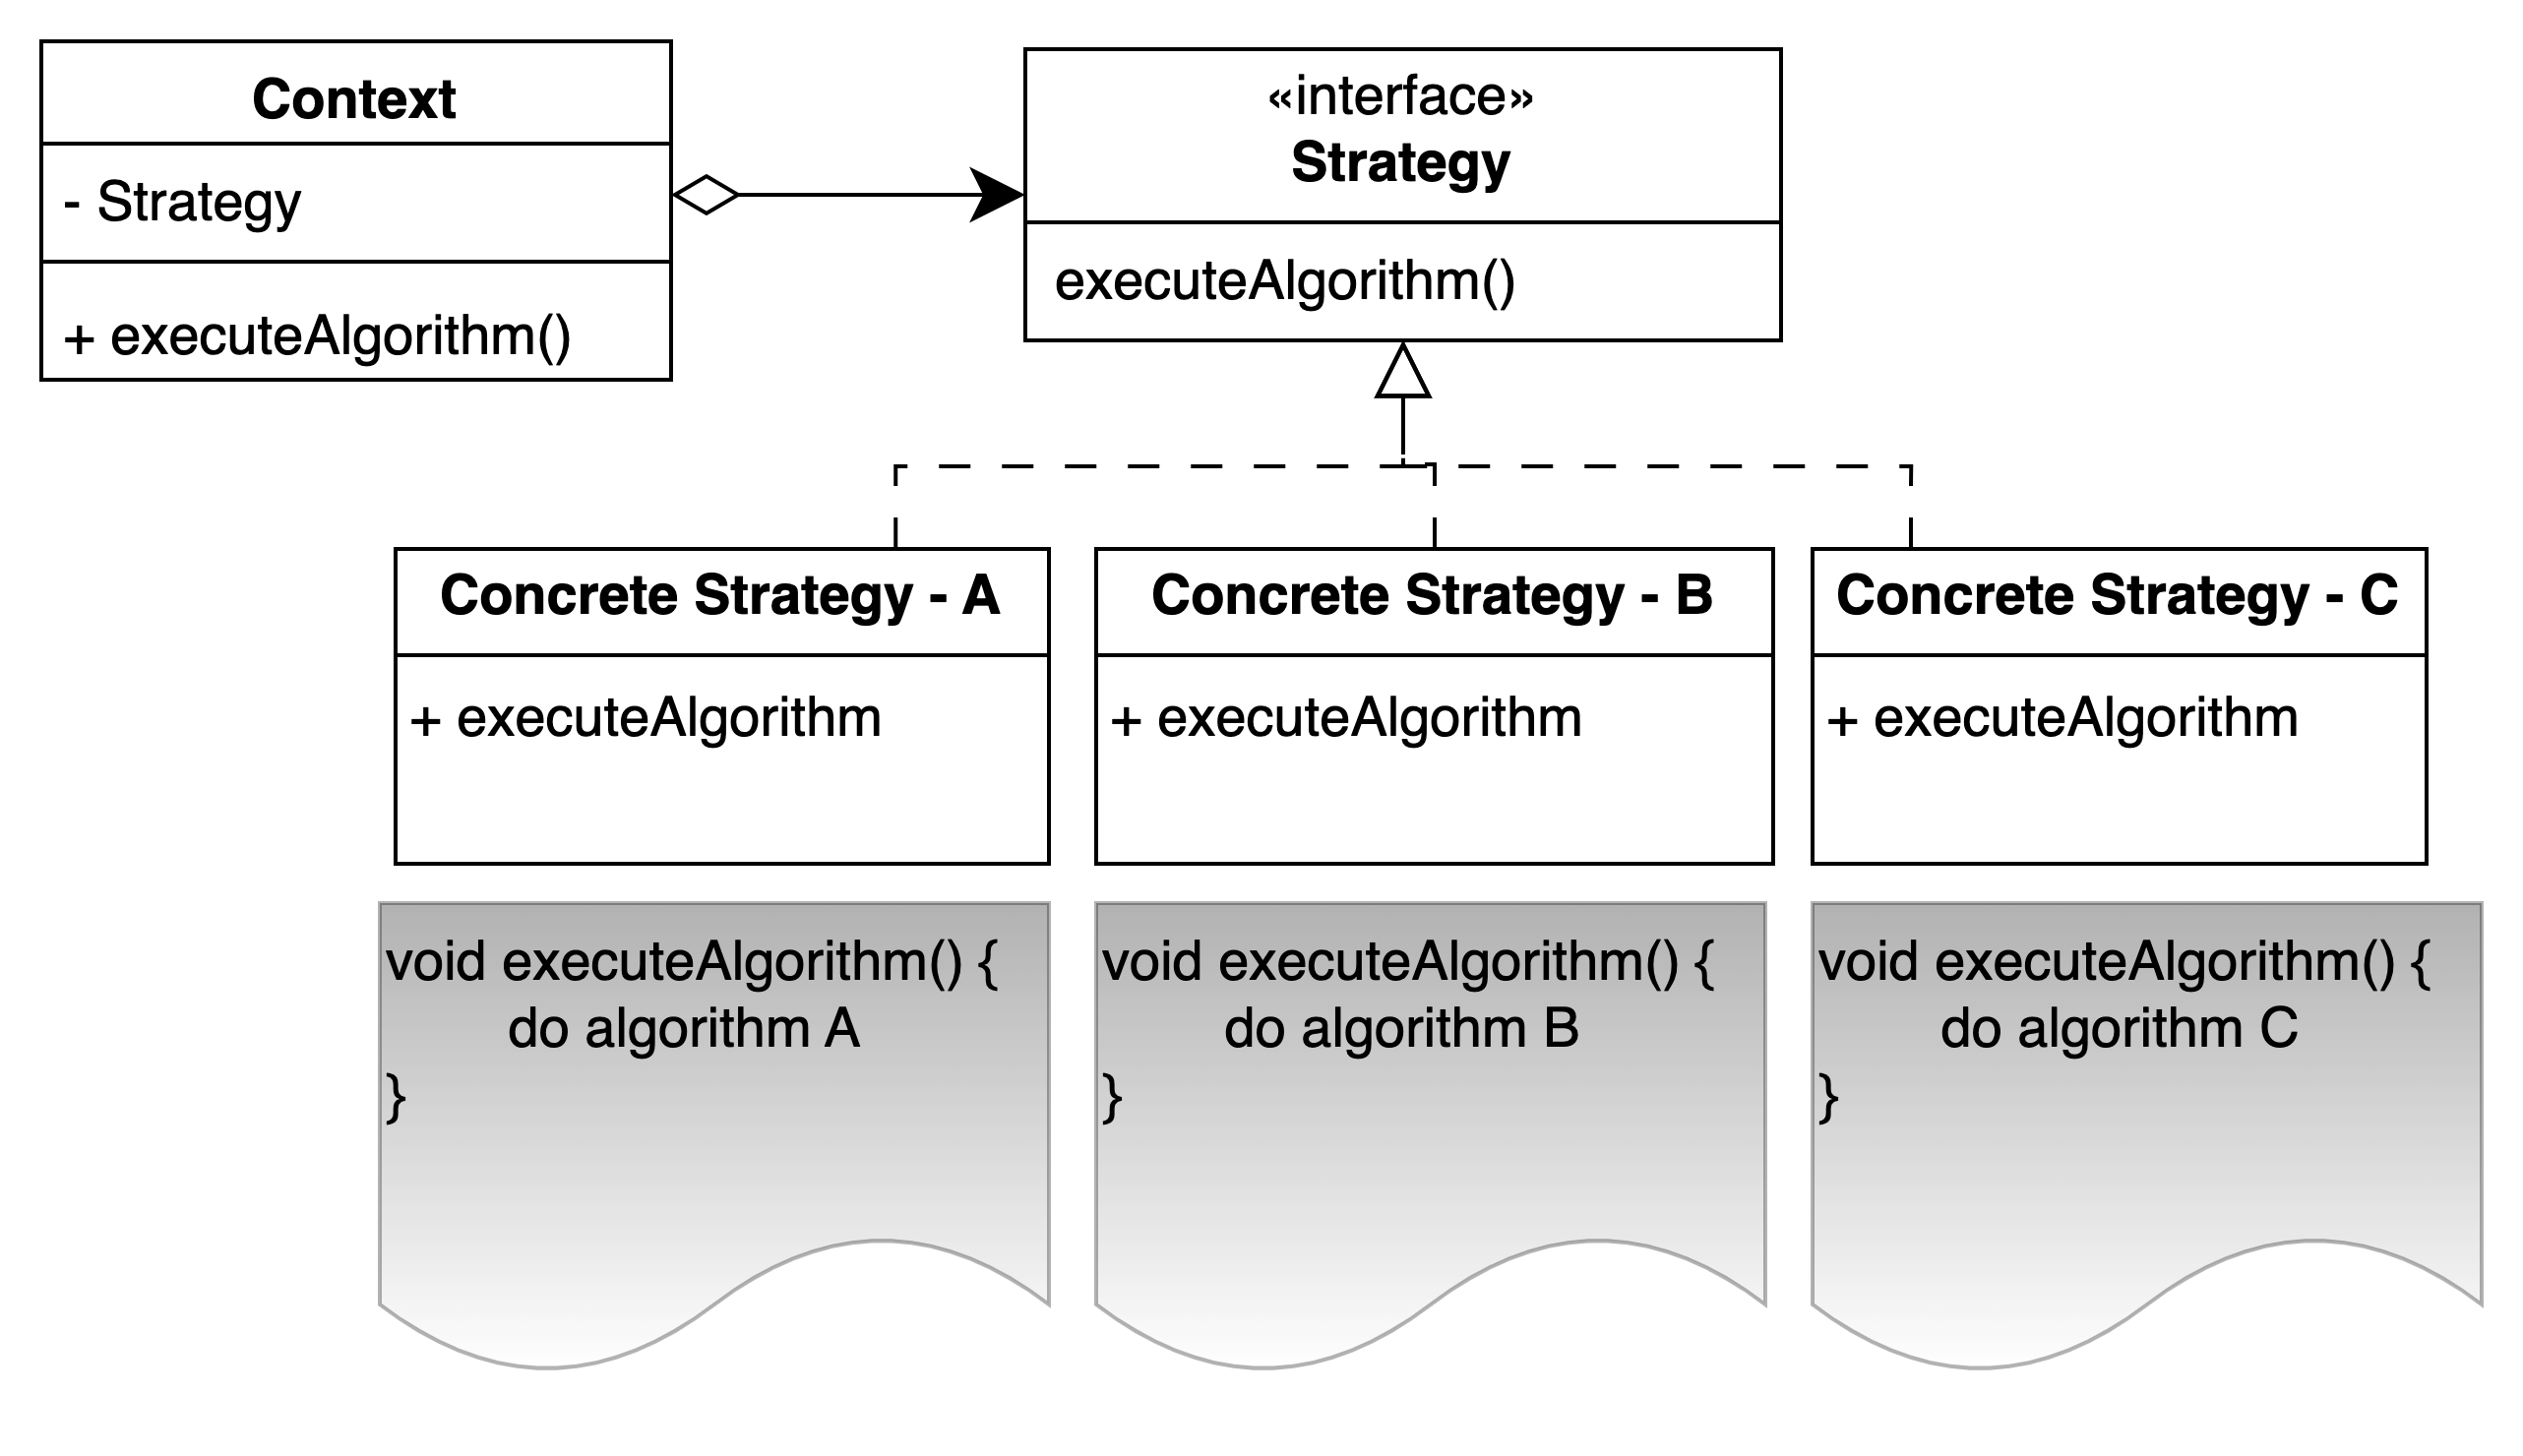 Context
- Strategy
+ executeAlgorithm()
«interface»
Strategy
executeAlgorithm()
Concrete Strategy - A
+ executeAlgorithm
Concrete Strategy - B
+ executeAlgorithm
Concrete Strategy - C
+ executeAlgorithm
void executeAlgorithm() {
do algorithm A
}
void executeAlgorithm() {
do algorithm B
}
void executeAlgorithm() {
do algorithm C
}